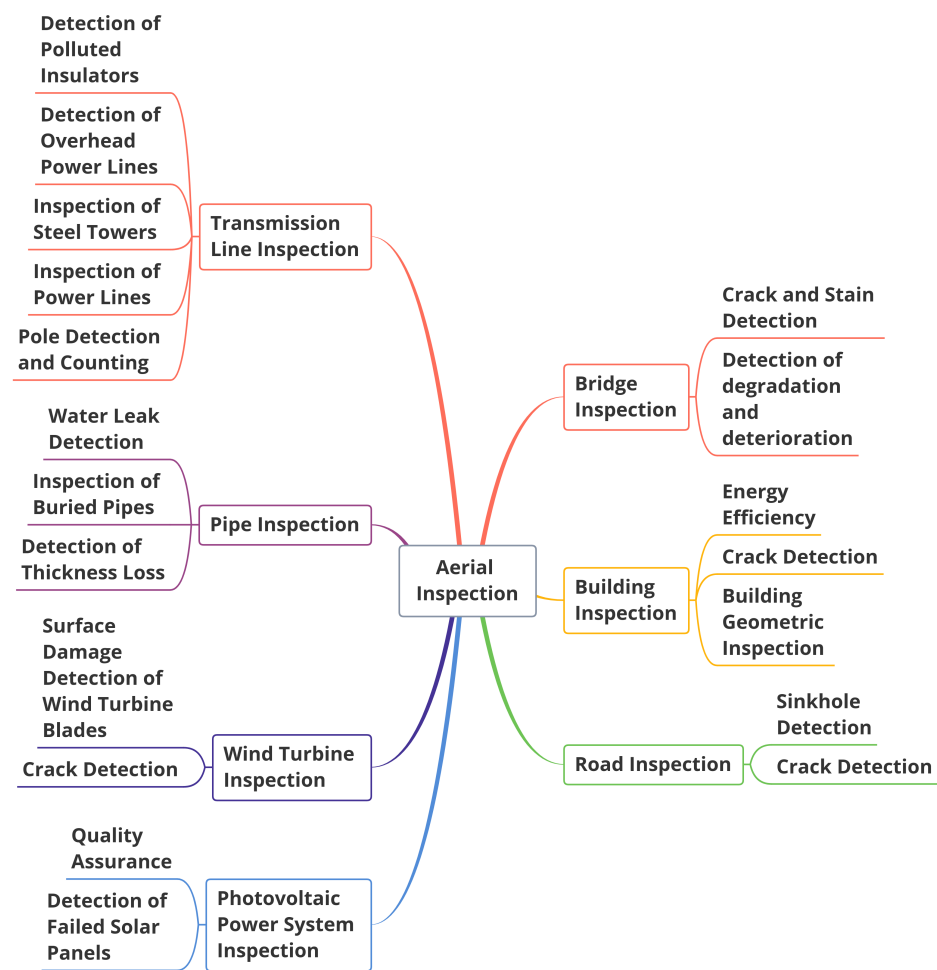 Detection of
Polluted
Insulators
Detection of
Overhead
Power Lines
Inspection of
Steel Towers
Inspection of
Power Lines
Pole Detection
and Counting
Transmission
Line Inspection
Water Leak
Detection
Inspection of
Buried Pipes
Detection of
Thickness Loss
Pipe Inspection
Surface
Damage
Detection of
Wind Turbine
Blades
Crack Detection
Wind Turbine
Inspection
Quality
Assurance
Detection of
Failed Solar
Panels
Photovoltaic
Power System
Inspection
Aerial
Inspection
Bridge
Inspection
Crack and Stain
Detection
Detection of
degradation
and
deterioration
Building
Inspection
Energy
Efficiency
Crack Detection
Building
Geometric
Inspection
Road Inspection
Sinkhole
Detection
Crack Detection